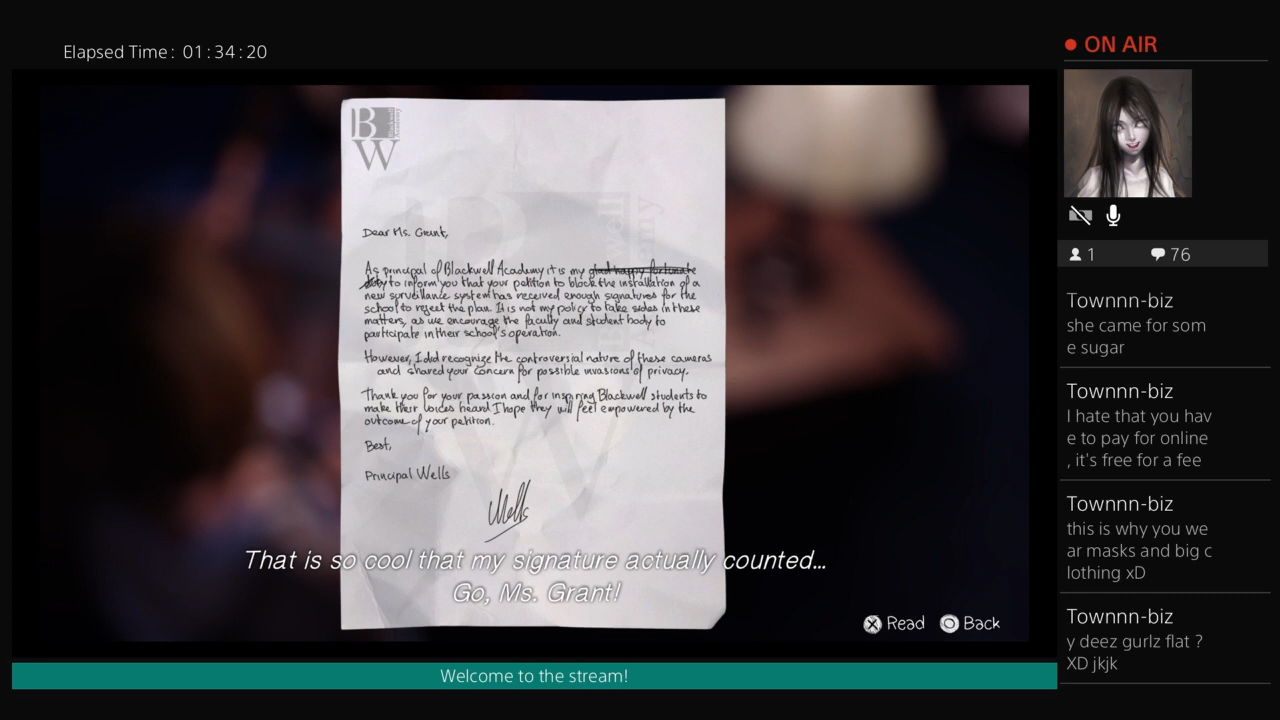 Elapsed Time: 01:34:20
ON AIR
BW
Blackwell
Academy
Dear Ms. Grant,
As principal of Blackwell Academy it is my glad happy fortunate
duty to inform you that your petition to block the installation of a
new surveillance system has received enough signatures for the
school to reject the plan. It is not my policy to take sides in these
matters, as we encourage the faculty and student body to
participate in their school's operation.
However, I did recognize the controversial nature of these cameras
and shared your concern for possible invasions of privacy.
Thank you for your passion and for inspiring Blackwell students to
make their voices heard I hope they will feel empowered by the
outcome of your petition.
Best,
Principal Wells
Wells
That is so cool that my signature actually counted...
Go, Ms. Grant!
Read Back
Welcome to the stream!
1 76
Townnn-biz
she came for som
e sugar
Townnn-biz
I hate that you hav
e to pay for online
, it's free for a fee
Townnn-biz
this is why you we
ar masks and big c
lothing xD
Townnn-biz
y deez gurlz flat ?
XD jkjk